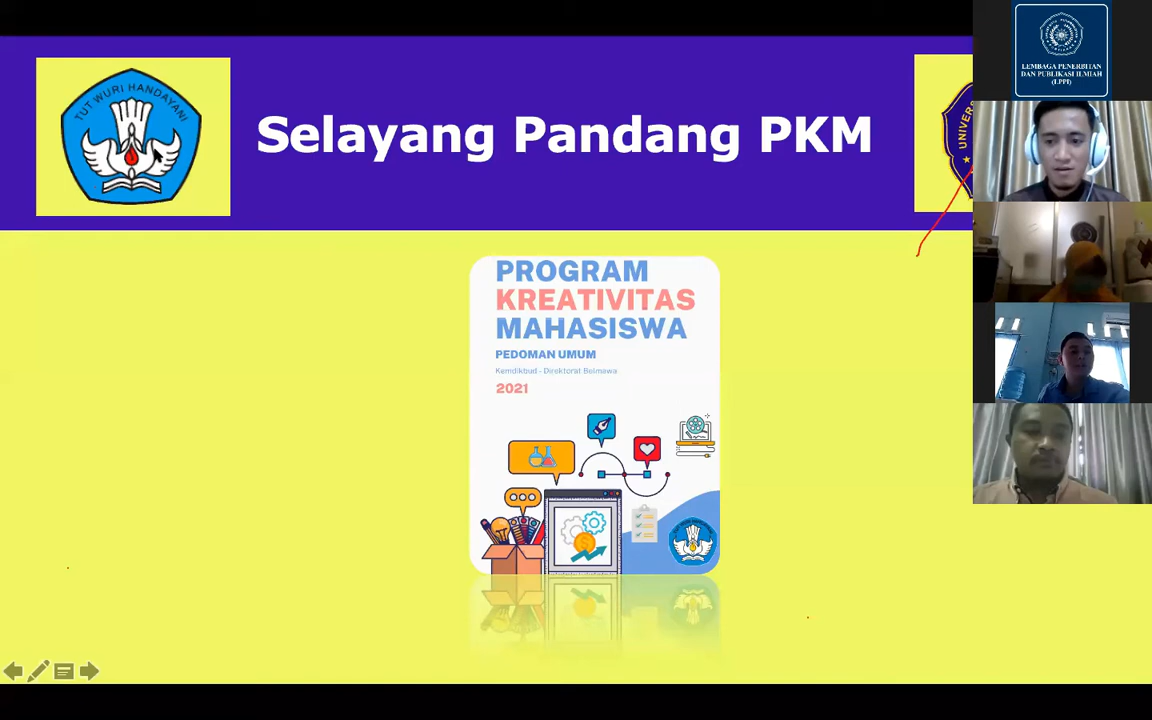 TUT WURI HANDAYANI
Selayang Pandang PKM
UNIVER
LEMBAGA PENERBITAN
DAN PUBLIKASI ILMIAH
(LPPI)
PROGRAM
KREATIVITAS
MAHASISWA
PEDOMAN UMUM
Kemdikbud - Direktorat Belmawa
2021